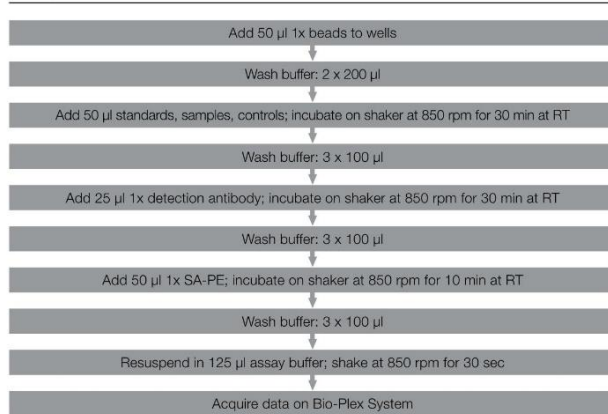 Add 50 µl 1x beads to wells
Wash buffer: 2 x 200 µl
Add 50 µl standards, samples, controls; incubate on shaker at 850 rpm for 30 min at RT
Wash buffer: 3 x 100 µl
Add 25 µl 1x detection antibody; incubate on shaker at 850 rpm for 30 min at RT
Wash buffer: 3 x 100 µl
Add 50 µl 1x SA-PE; incubate on shaker at 850 rpm for 10 min at RT
Wash buffer: 3 x 100 µl
Resuspend in 125 µl assay buffer; shake at 850 rpm for 30 sec
Acquire data on Bio-Plex System